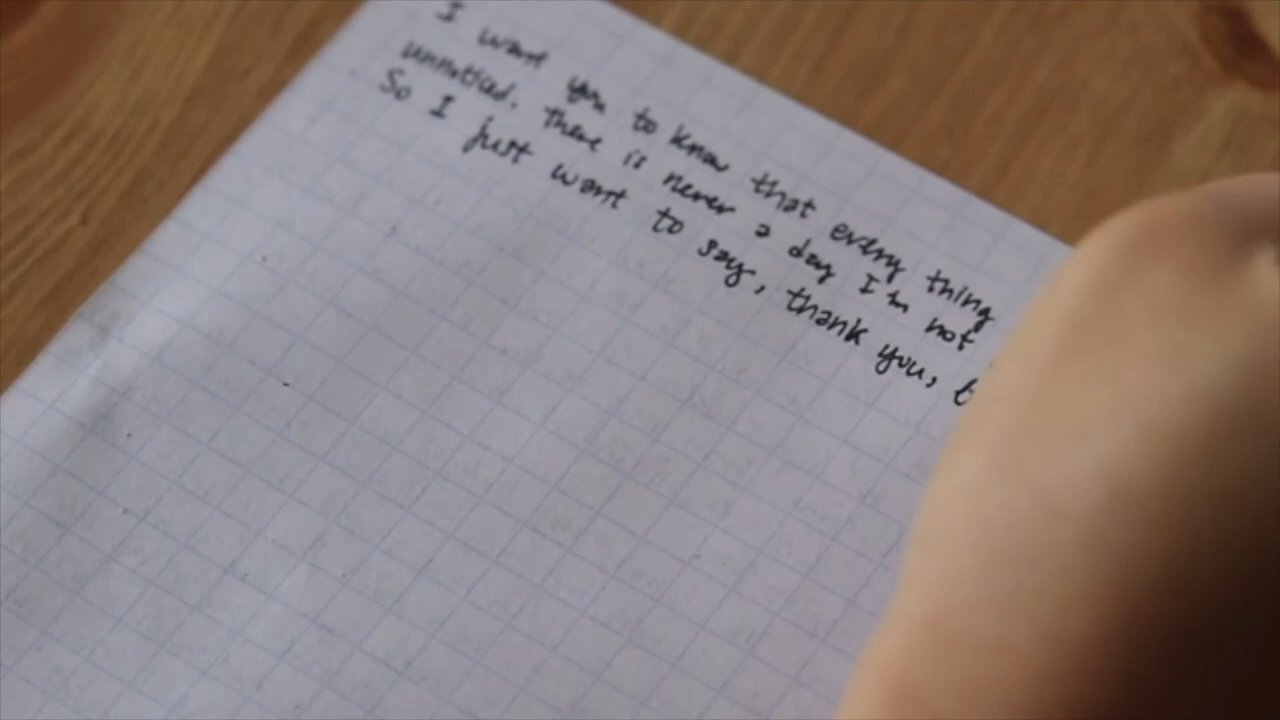 I want you to know that every thing
unnoticed. there is never a day I'm not
So I just want to say, thank you, t